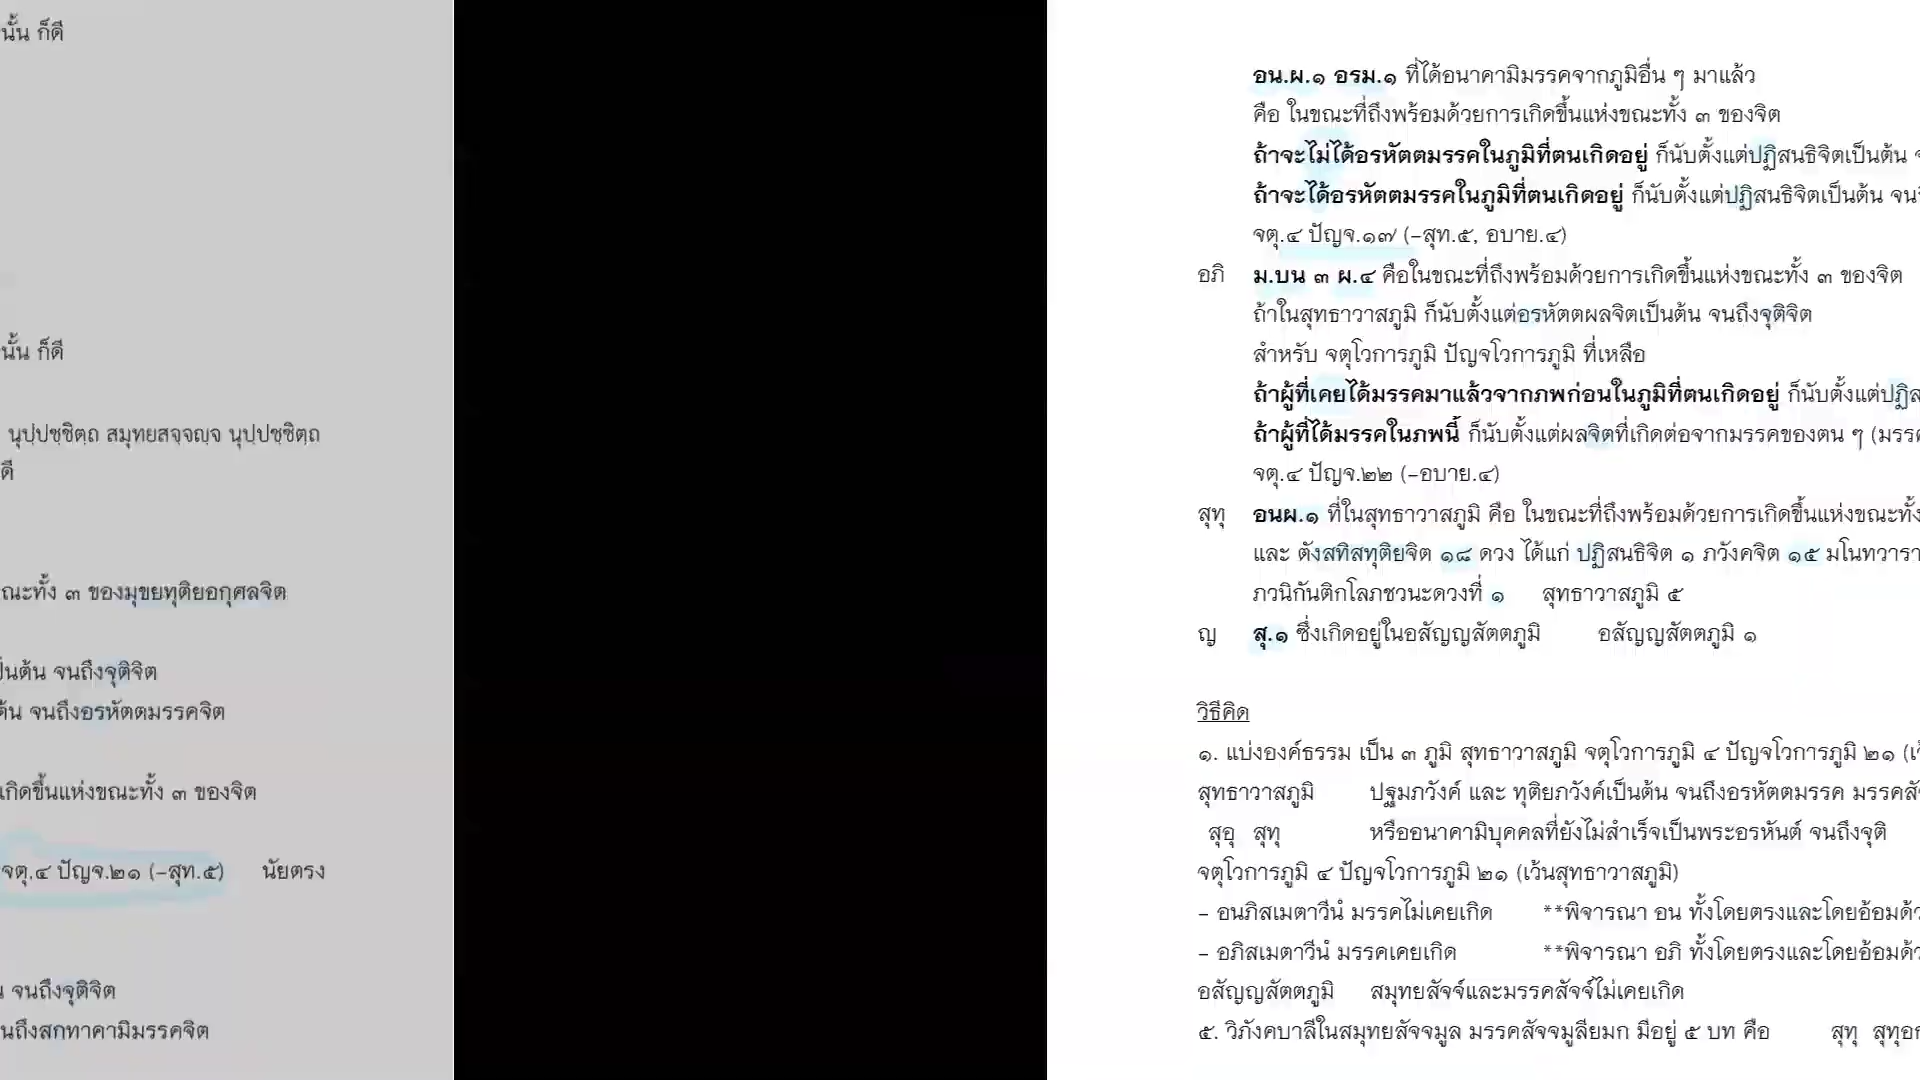 นั้น ก็ดี
นั้น ก็ดี
นุปฺปชฺชิตฺถ สมุทยสจฺจญฺจ นุปฺปชฺชิตฺถ
ดี
ขณะทั้ง ๓ ของมุขยทุติยอกุศลจิต
เป็นต้น จนถึงจุติจิต
ต้น จนถึงอรหัตตมรรคจิต
เกิดขึ้นแห่งขณะทั้ง ๓ ของจิต
จตุ.๔ ปัญจ.๒๑ (–สุท.๕) นัยตรง
น จนถึงจุติจิต
นถึงสกทาคามิมรรคจิต
อน.ผ.๑ อรม.๑ ที่ได้อนาคามิมรรคจากภูมิอื่น ๆ มาแล้ว
คือ ในขณะที่ถึงพร้อมด้วยการเกิดขึ้นแห่งขณะทั้ง ๓ ของจิต
ถ้าจะไม่ได้อรหัตตมรรคในภูมิที่ตนเกิดอยู่ ก็นับตั้งแต่ปฏิสนธิจิตเป็นต้น
ถ้าจะได้อรหัตตมรรคในภูมิที่ตนเกิดอยู่ ก็นับตั้งแต่ปฏิสนธิจิตเป็นต้น จน
จตุ.๔ ปัญจ.๑๗ (–สุท.๕, อบาย.๔)
อภิ ม.บน ๓ ผ.๔ คือในขณะที่ถึงพร้อมด้วยการเกิดขึ้นแห่งขณะทั้ง ๓ ของจิต
ถ้าในสุทธาวาสภูมิ ก็นับตั้งแต่อรหัตตผลจิตเป็นต้น จนถึงจุติจิต
สำหรับ จตุโวการภูมิ ปัญจโวการภูมิ ที่เหลือ
ถ้าผู้ที่เคยได้มรรคมาแล้วจากภพก่อนในภูมิที่ตนเกิดอยู่ ก็นับตั้งแต่ปฏิส
ถ้าผู้ที่ได้มรรคในภพนี้ ก็นับตั้งแต่ผลจิตที่เกิดต่อจากมรรคของตน ๆ (มรรค
จตุ.๔ ปัญจ.๒๒ (–อบาย.๔)
สุทุ อนผ.๑ ที่ในสุทธาวาสภูมิ คือ ในขณะที่ถึงพร้อมด้วยการเกิดขึ้นแห่งขณะทั้ง
และ ตังสทิสทุติยจิต ๑๘ ดวง ได้แก่ ปฏิสนธิจิต ๑ ภวังคจิต ๑๕ มโนทวารา
ภวนิกันติกโลภชวนะดวงที่ ๑ สุทธาวาสภูมิ ๕
ญ สุ.๑ ซึ่งเกิดอยู่ในอสัญญสัตตภูมิ อสัญญสัตตภูมิ ๑
วิธีคิด
๑. แบ่งองค์ธรรม เป็น ๓ ภูมิ สุทธาวาสภูมิ จตุโวการภูมิ ๔ ปัญจโวการภูมิ ๒๑ (เว้
สุทธาวาสภูมิ ปฐมภวังค์ และ ทุติยภวังค์เป็นต้น จนถึงอรหัตตมรรค มรรคสั
สุอุ สุทุ หรืออนาคามิบุคคลที่ยังไม่สำเร็จเป็นพระอรหันต์ จนถึงจุติ
จตุโวการภูมิ ๔ ปัญจโวการภูมิ ๒๑ (เว้นสุทธาวาสภูมิ)
– อนภิสเมตาวีนํ มรรคไม่เคยเกิด **พิจารณา อน ทั้งโดยตรงและโดยอ้อมด้ว
– อภิสเมตาวีนํ มรรคเคยเกิด **พิจารณา อภิ ทั้งโดยตรงและโดยอ้อมด้ว
อสัญญสัตตภูมิ สมุทยสัจจ์และมรรคสัจจ์ไม่เคยเกิด
๕. วิภังคบาลีในสมุทยสัจจมูล มรรคสัจจมูลียมก มีอยู่ ๕ บท คือ สุทุ สุทุอก